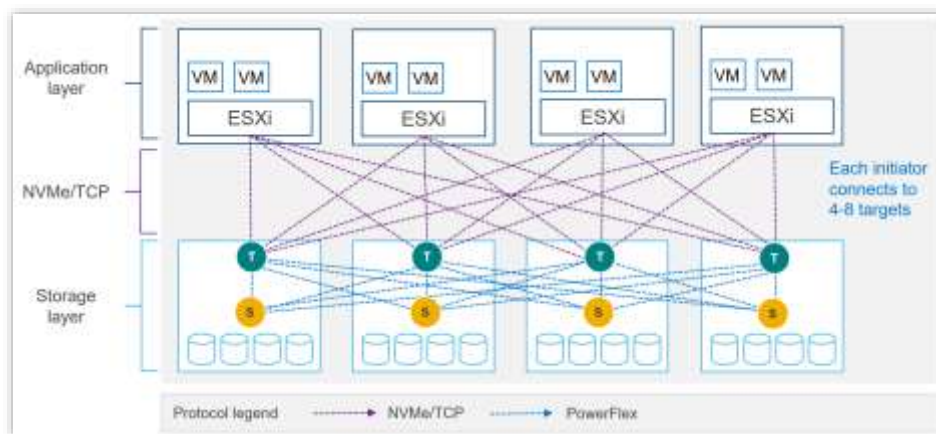 Application
layer
VM VM
VM VM
VM VM
VM VM
ESXi
ESXi
ESXi
ESXi
NVMe/TCP
Each initiator
connects to
4-8 targets
T
T
T
T
Storage
layer
S
S
S
S
Protocol legend NVMe/TCP PowerFlex